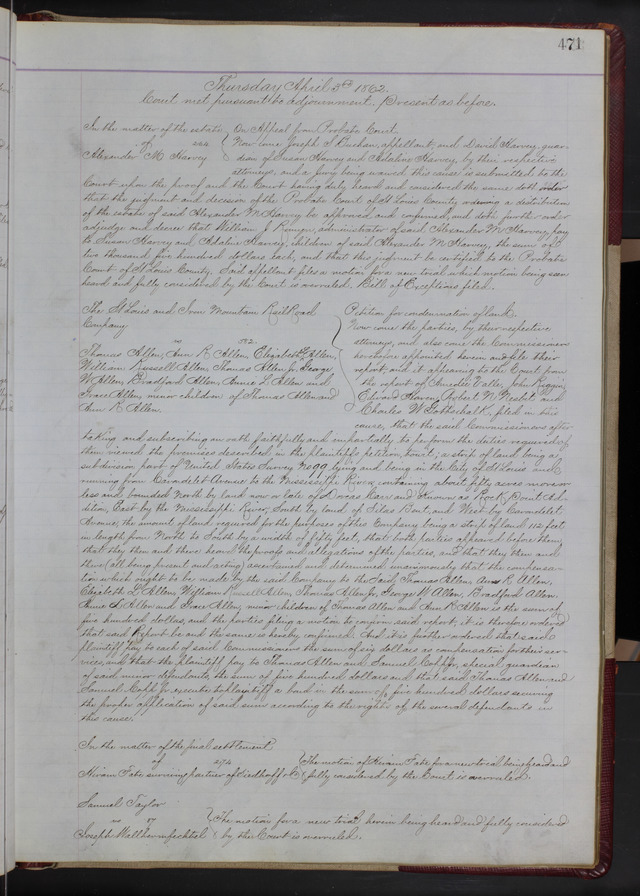 471
Thursday April 3rd 1862.
Court met pursuant to adjournment. Present as before.
In the matter of the estate On Appeal from Probate Court.
of
Now come Joseph S Dunham, appellant, and David Harvey, guar-
Alexander M Harvey
dian of Susan Harvey and Adaline Harvey, by their respective
attorneys, and a jury being waived this cause is submitted to the
Court upon the proof and the Court having duly heard and considered the same doth order
that the judgment and decision of the Probate Court of St Louis County ordering a distribution
of the estate of said Alexander M Harvey be approved and confirmed, and doth further order
adjudge and decree that William J Romyn, administrator of said Alexander M Harvey, pay
to Susan Harvey and Adaline Harvey, children of said Alexander M Harvey, the sum of
two thousand five hundred dollars each, and that this judgment be certified to the Probate
Court of St Louis County. Said appellant files a motion for a new trial which motion being seen
heard and fully considered by the Court is overruled. Bill of Exceptions filed.
The St Louis and Iron Mountain Rail Road
Company
vs
Thomas Allen, Ann R Allen, Elizabeth L Allen,
William Russell Allen, Thomas Allen Jr. George
W Allen, Bradford Allen, Annie L Allen and
Grace Allen, minor children of Thomas Allen and
Ann R Allen.
Petition for condemnation of land.
Now come the parties, by their respective
attorneys, and also come the Commissioners
heretofore appointed herein and file their
report and it appearing to the Court from
the report of Amedee Valle, John Riggin,
Edward Haren, Robert N. and
Charles W Gottschalk, filed in this
cause, that the said Commissioners after
taking and subscribing an oath faithfully and impartially to perform the duties required of
them viewed the premises described in the plaintiffs petition, to wit; a strip of land being a
subdivision part of United States Survey No 99 lying and being in the City of St Louis and
running from Carondelet Avenue to the Mississippi River, containing about fifty acres more or
less and bounded North by land now or late of Dorcas Carr and known as Rock Point Ad-
dition, East by the Mississippi River, South by land of Silas Bent, and West by Carondelet
Avenue, the amount of land required for the purposes of the Company being a strip of land 112 feet
in length from North to South by a width of fifty feet; that both parties appeared before them;
that they then and there heard the proofs and allegations of the parties, and that they then and
there (all being present and acting) ascertained and determined unanimously that the compensa-
tion which ought to be made by the said Company to the said Thomas Allen, Ann R Allen,
Elizabeth L Allen, William Russell Allen, Thomas Allen Jr, George W Allen, Bradford Allen,
Annie L Allen and Grace Allen, minor children of Thomas Allen and Ann R Allen is the sum of
five hundred dollars, and the parties filing a motion to confirm said report, it is therefore ordered
that said Report be and the same is hereby confirmed. And it is further ordered that said
plaintiff pay to each of said Commissioners the sum of six dollars as compensation for their ser-
vices, and that the plaintiff pay to Thomas Allen and Samuel Copp Jr, special guardian
of said minor defendants, the sum of five hundred dollars and that said Thomas Allen and
Samuel Copp Jr execute to plaintiff a bond in the sum of five hundred dollars securing
the proper application of said sum according to the rights of the several defendants in
this cause.
In the matter of the final settlement
of
Hiram Tate surviving partner of Kiedhoff & Co
The motion of Hiram Tate for a new trial being heard and
fully considered by the Court is overruled.
Samuel Taylor
vs
Joseph Wallhermfechtel
The motion for a new trial herein being heard and fully considered
by the Court is overruled.